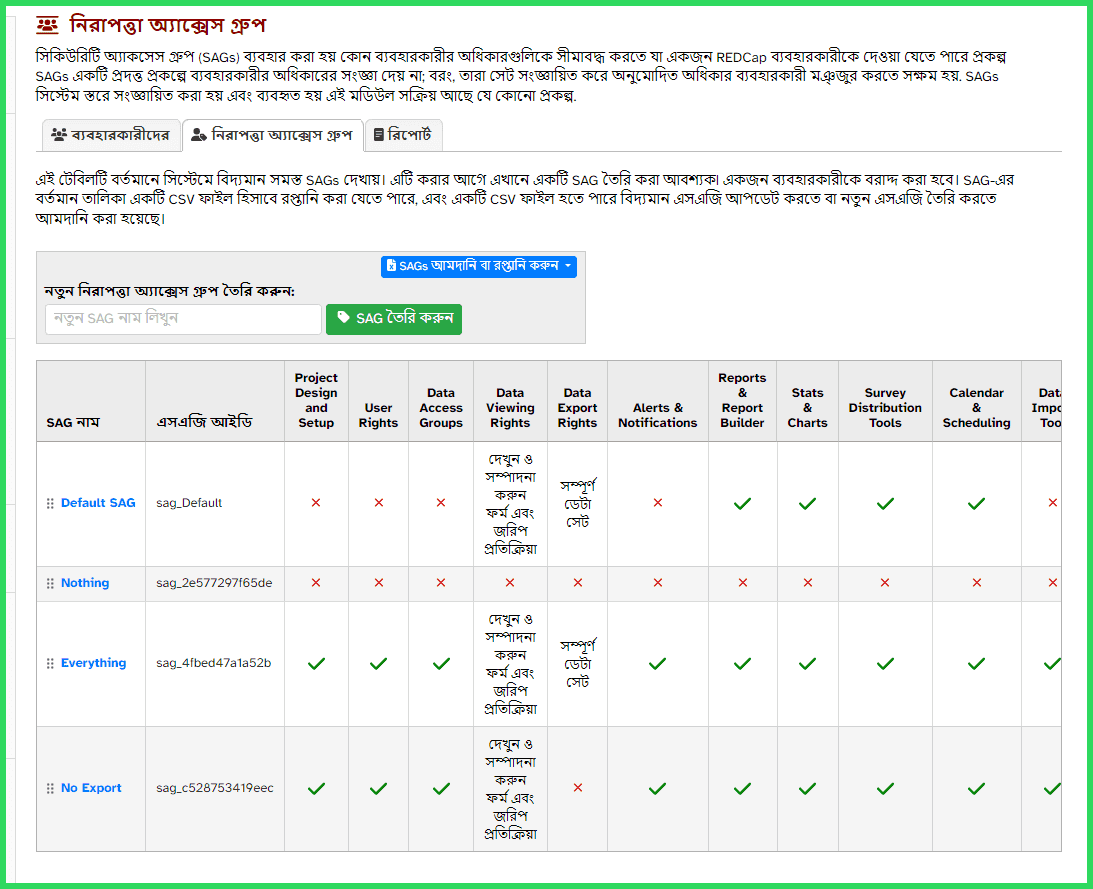 নিরাপত্তা অ্যাক্সেস গ্রুপ
সিকিউরিটি অ্যাকসেস গ্রুপ (SAGs) ব্যবহার করা হয় কোন ব্যবহারকারীর অধিকারগুলিকে সীমাবদ্ধ করতে যা একজন REDCap ব্যবহারকারীকে দেওয়া যেতে পারে প্রকল্প
SAGs একটি প্রদত্ত প্রকল্পে ব্যবহারকারীর অধিকারের সংজ্ঞা দেয় না; বরং, তারা সেট সংজ্ঞায়িত করে অনুমোদিত অধিকার ব্যবহারকারী মঞ্জুর করতে সক্ষম হয়. SAGs
সিস্টেম স্তরে সংজ্ঞায়িত করা হয় এবং ব্যবহৃত হয় এই মডিউল সক্রিয় আছে যে কোনো প্রকল্প.
ব্যবহারকারীদের নিরাপত্তা অ্যাক্সেস গ্রুপ রিপোর্ট
এই টেবিলটি বর্তমানে সিস্টেমে বিদ্যমান সমস্ত SAGs দেখায়। এটি করার আগে এখানে একটি SAG তৈরি করা আবশ্যক৷ একজন ব্যবহারকারীকে বরাদ্দ করা হবে। SAG-এর
বর্তমান তালিকা একটি CSV ফাইল হিসাবে রপ্তানি করা যেতে পারে, এবং একটি CSV ফাইল হতে পারে বিদ্যমান এসএজি আপডেট করতে বা নতুন এসএজি তৈরি করতে
আমদানি করা হয়েছে।
SAGs আমদানি বা রপ্তানি করুন
নতুন নিরাপত্তা অ্যাক্সেস গ্রুপ তৈরি করুন:
নতুন SAG নাম লিখুন
SAG তৈরি করুন
SAG নাম
এসএজি আইডি
Project
Design
and
Setup
User
Rights
Data
Access
Groups
Data
Viewing
Rights
Data
Export
Rights
Alerts &
Notifications
Reports
&
Report
Builder
Stats
&
Charts
Survey
Distribution
Tools
Calendar
&
Scheduling
Data
Impo
Too
Default SAG
sag_Default
দেখুন ও
সম্পাদনা
করুন
ফর্ম এবং
জরিপ
প্রতিক্রিয়া
সম্পূর্ণ
ডেটা
সেট
Nothing
sag_2e577297f65de
Everything
sag_4fbed47a1a52b
দেখুন ও
সম্পাদনা
করুন
ফর্ম এবং
জরিপ
প্রতিক্রিয়া
সম্পূর্ণ
ডেটা
সেট
No Export
sag_c528753419eec
দেখুন ও
সম্পাদনা
করুন
ফর্ম এবং
জরিপ
প্রতিক্রিয়া